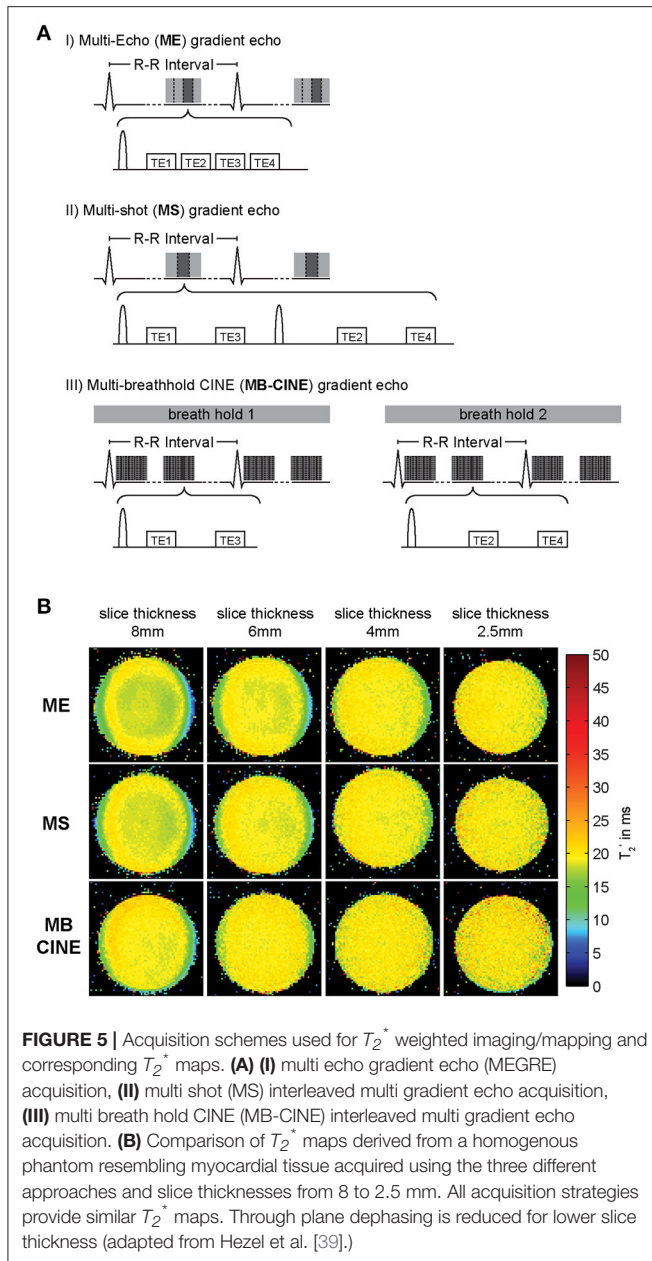 A
I) Multi-Echo (ME) gradient echo
R-R Interval
TE1 TE2 TE3 TE4
II) Multi-shot (MS) gradient echo
R-R Interval
TE1 TE3 TE2 TE4
III) Multi-breathhold CINE (MB-CINE) gradient echo
breath hold 1 breath hold 2
R-R Interval R-R Interval
TE1 TE3 TE2 TE4
B
slice thickness slice thickness slice thickness slice thickness
8mm 6mm 4mm 2.5mm
ME
MS
MB
CINE
50
45
40
35
30
25
20
15
10
5
0
T2* in ms
FIGURE 5 | Acquisition schemes used for T2* weighted imaging/mapping and
corresponding T2* maps. (A) (I) multi echo gradient echo (MEGRE)
acquisition, (II) multi shot (MS) interleaved multi gradient echo acquisition,
(III) multi breath hold CINE (MB-CINE) interleaved multi gradient echo
acquisition. (B) Comparison of T2* maps derived from a homogenous
phantom resembling myocardial tissue acquired using the three different
approaches and slice thicknesses from 8 to 2.5 mm. All acquisition strategies
provide similar T2* maps. Through plane dephasing is reduced for lower slice
thickness (adapted from Hezel et al. [39].)